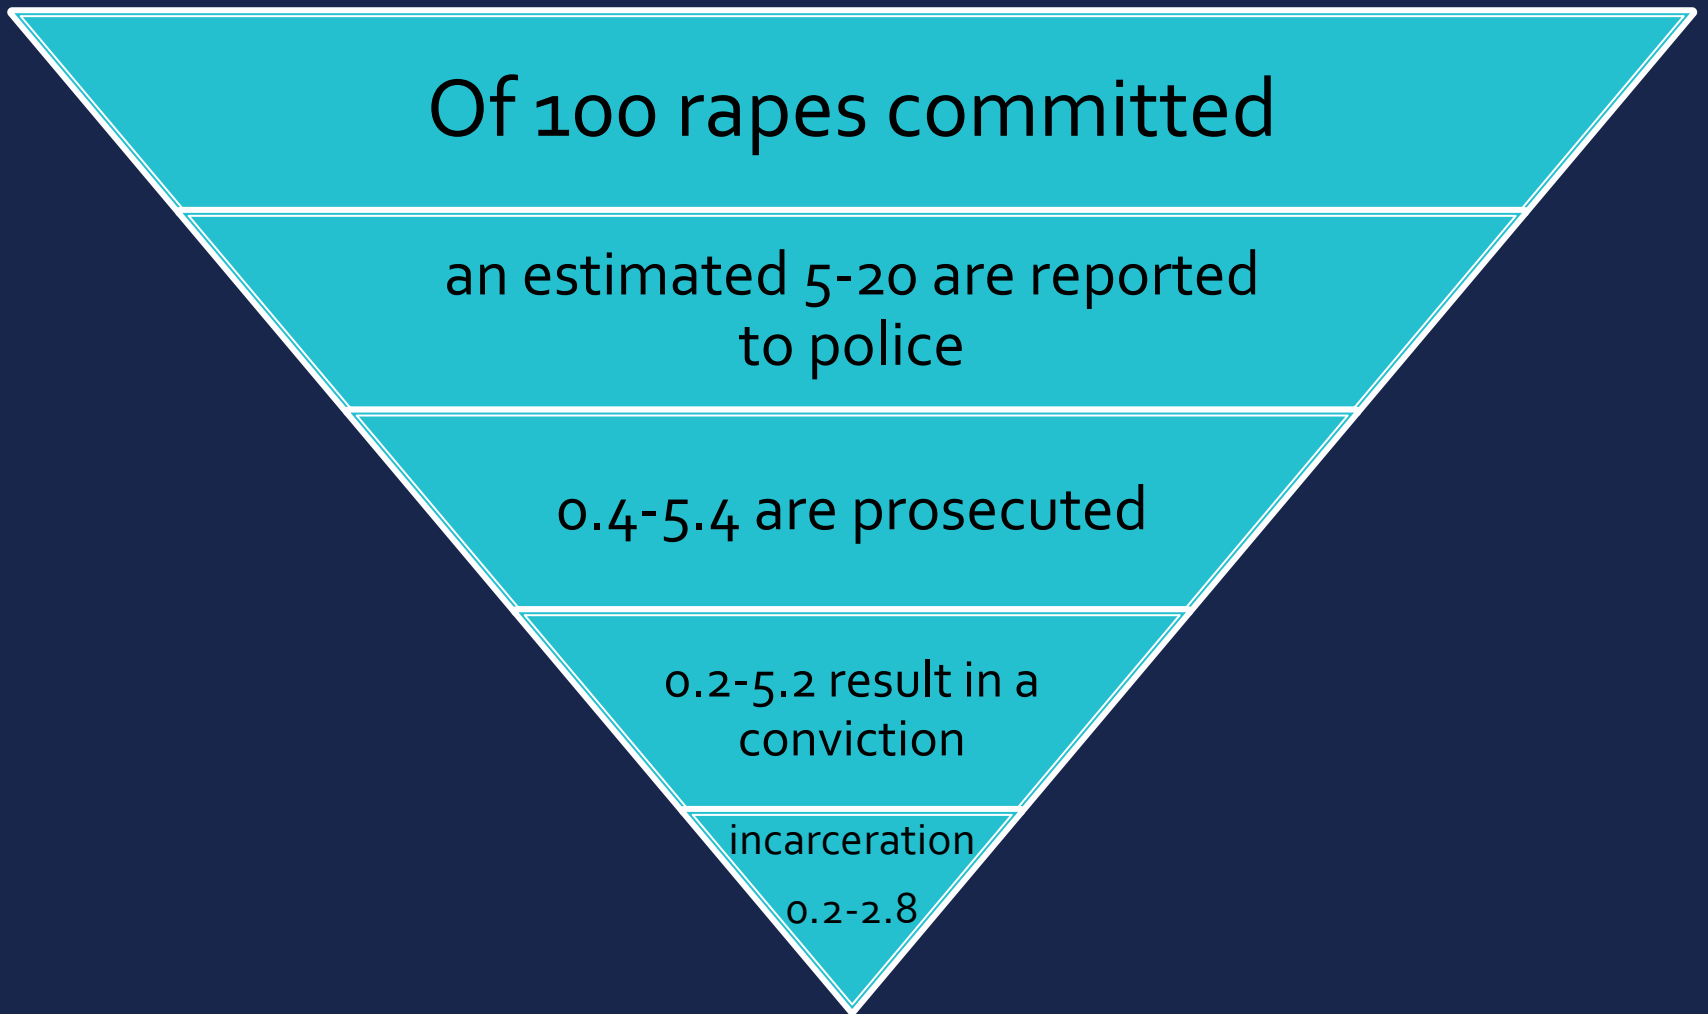 Of 100 rapes committed
an estimated 5-20 are reported
to police
0.4-5.4 are prosecuted
0.2-5.2 result in a
conviction
incarceration
0.2-2.8